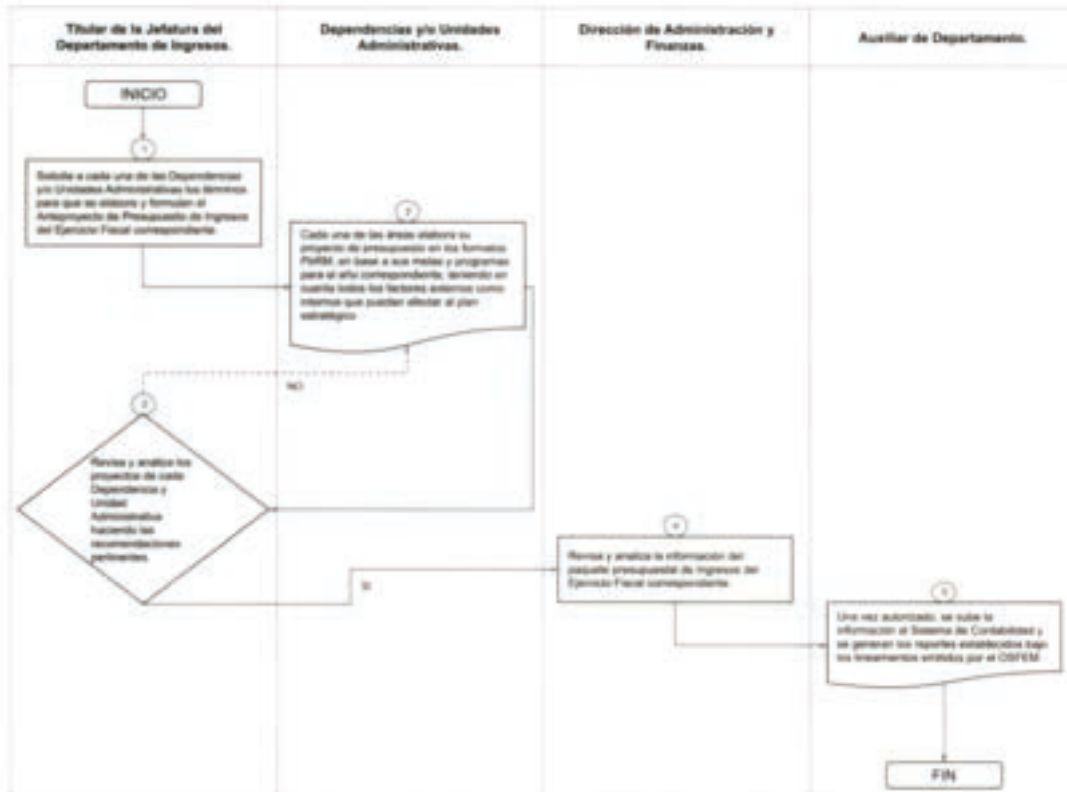 Titular de la Jefatura del
Departamento de Ingresos.
Dependencias y/o Unidades
Administrativas.
Dirección de Administración y
Finanzas.
Auxiliar de Departamento.
INICIO
1
Solicita a cada una de las Dependencias
y/o Unidades Administrativas los términos
para que se elabore y formulen el
Anteproyecto de Presupuesto de Ingresos
del Ejercicio Fiscal correspondiente.
2
Cada una de las áreas elabora su
proyecto de presupuesto en los formatos
PbRM, en base a sus metas y programas
para el año correspondiente, teniendo en
cuenta todos los factores externos como
internos que puedan afectar al plan
estratégico
NO
3
Revisa y analiza los
proyectos de cada
Dependencia y
Unidad
Administrativa
haciendo las
recomendaciones
pertinentes.
SI
4
Revisa y analiza la información del
paquete presupuestal de Ingresos del
Ejercicio Fiscal correspondiente.
5
Una vez autorizado, se sube la
información al Sistema de Contabilidad y
se generan los reportes establecidos bajo
los lineamientos emitidos por el OSFEM.
FIN